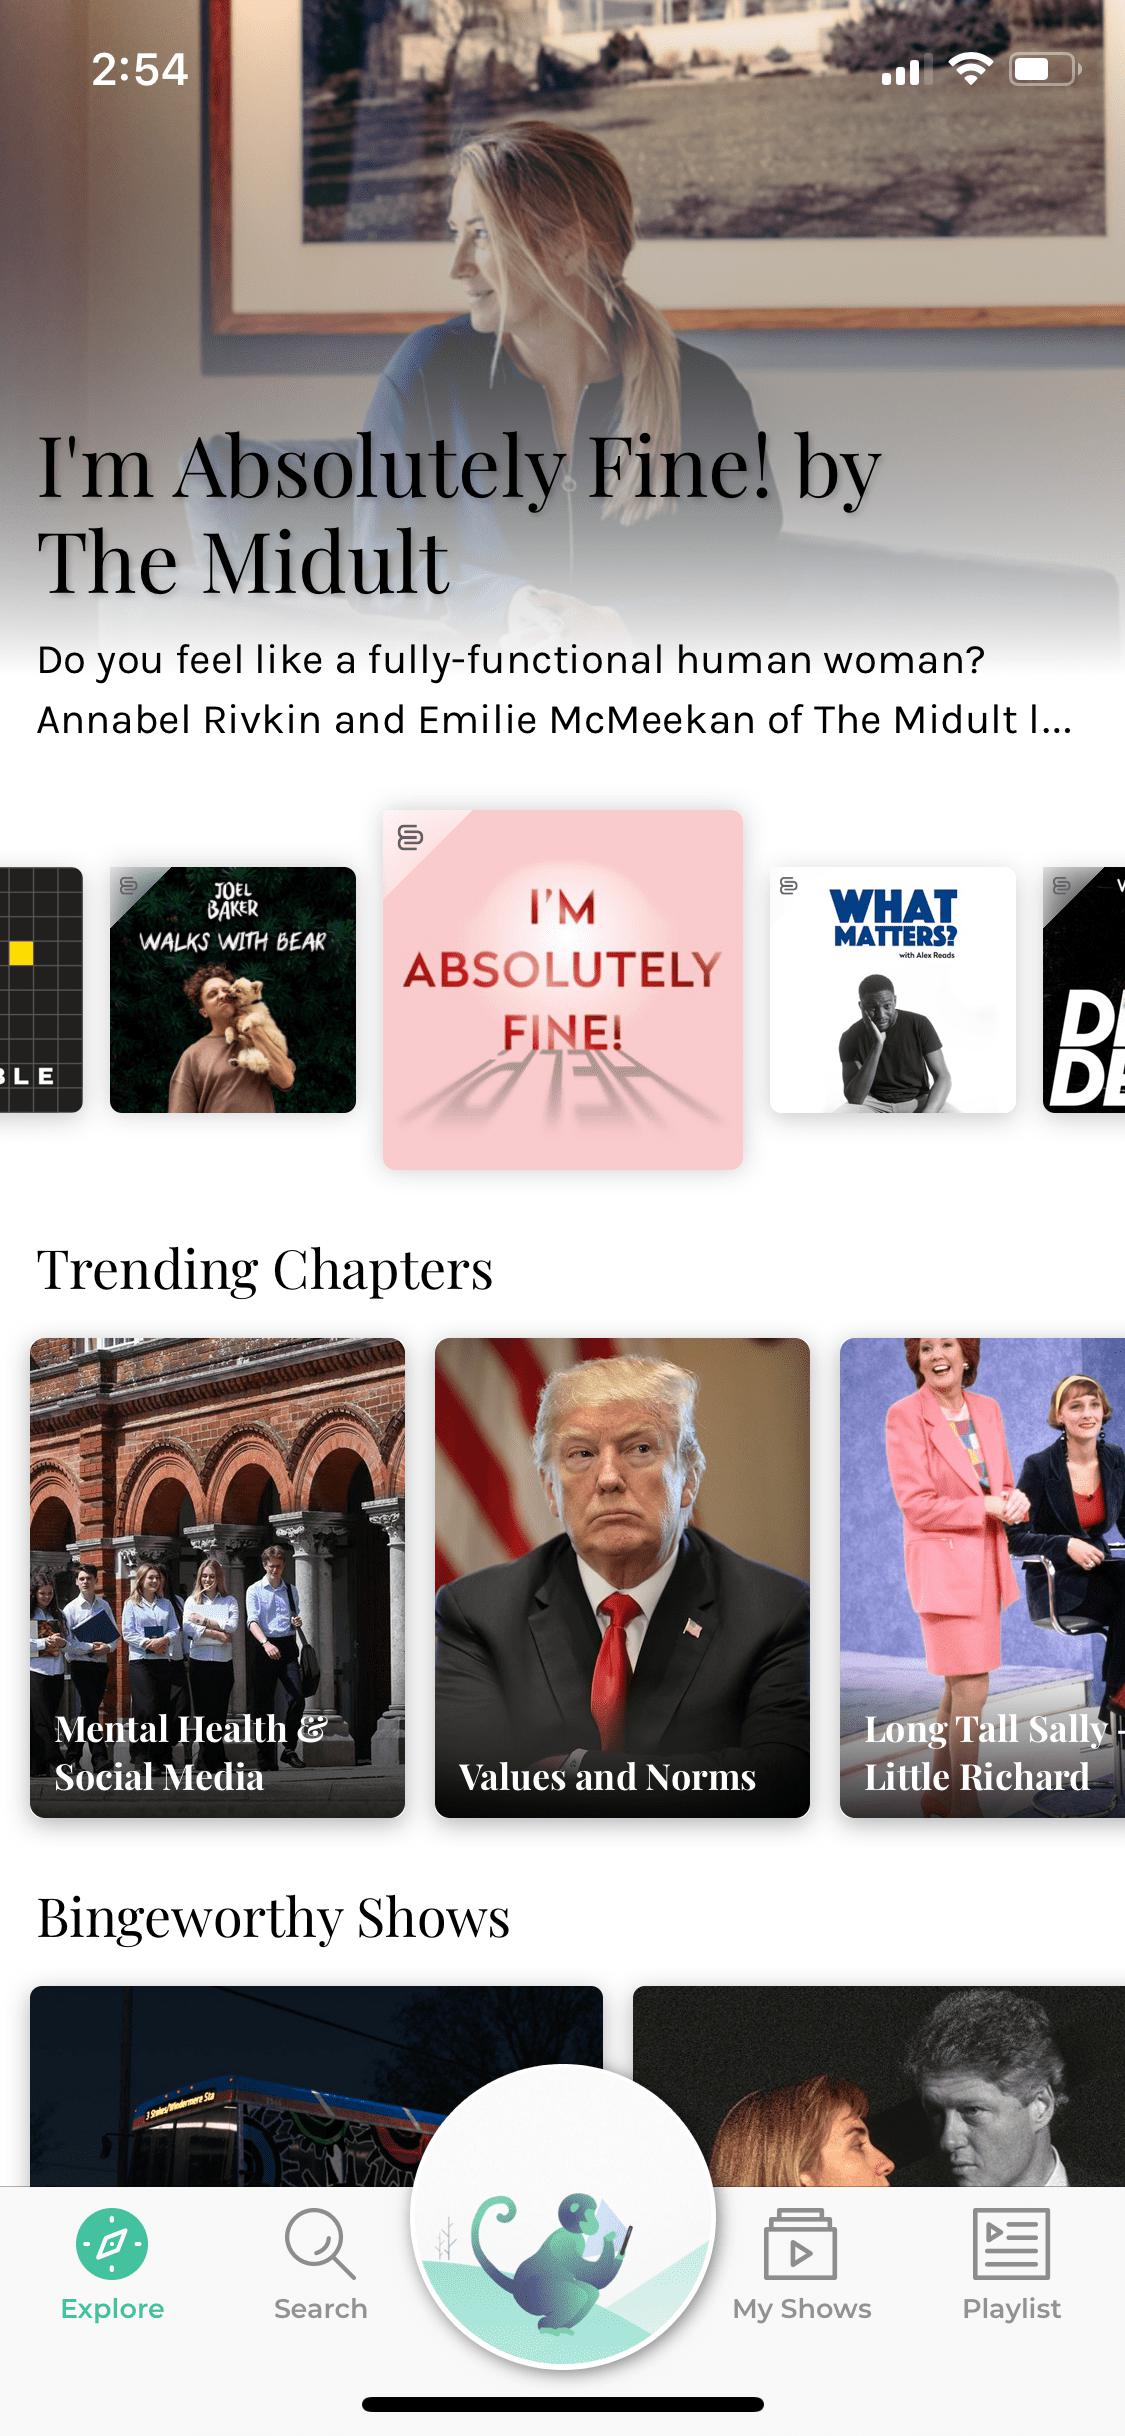 2:54
I'm Absolutely Fine! by
The Midult
Do you feel like a fully-functional human woman?
Annabel Rivkin and Emilie McMeekan of The Midult l...
BLE
JOEL
BAKER
WALKS WITH BEAR
I'M
ABSOLUTELY
FINE!
WHAT
MATTERS?
with Alex Reads
Trending Chapters
Mental Health &
Social Media
Values and Norms
Long Tall Sally -
Little Richard
Bingeworthy Shows
3 Stokes/Windermere Sta
Explore
Search
My Shows
Playlist